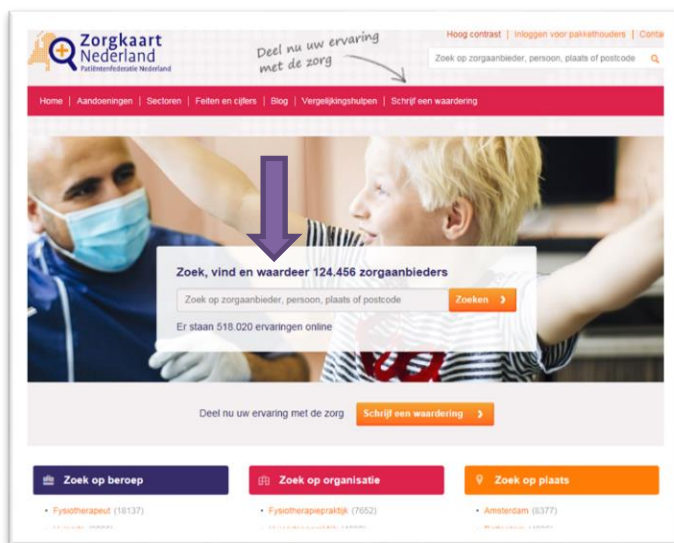 Zorgkaart
Nederland
Patiëntenfederatie Nederland
Deel nu uw ervaring
met de zorg
Hoog contrast | Inloggen voor pakkethouders | Conta
Zoek op zorgaanbieder, persoon, plaats of postcode
Home | Aandoeningen | Sectoren | Feiten en cijfers | Blog | Vergelijkingshulpen | Schrijf een waardering
Zoek, vind en waardeer 124.456 zorgaanbieders
Zoek op zorgaanbieder, persoon, plaats of postcode
Zoeken
Er staan 518.020 ervaringen online
Deel nu uw ervaring met de zorg
Schrijf een waardering
Zoek op beroep
Zoek op organisatie
Zoek op plaats
• Fysiotherapeut (18137)
• Fysiotherapiepraktijk (7652)
• Amsterdam (8377)